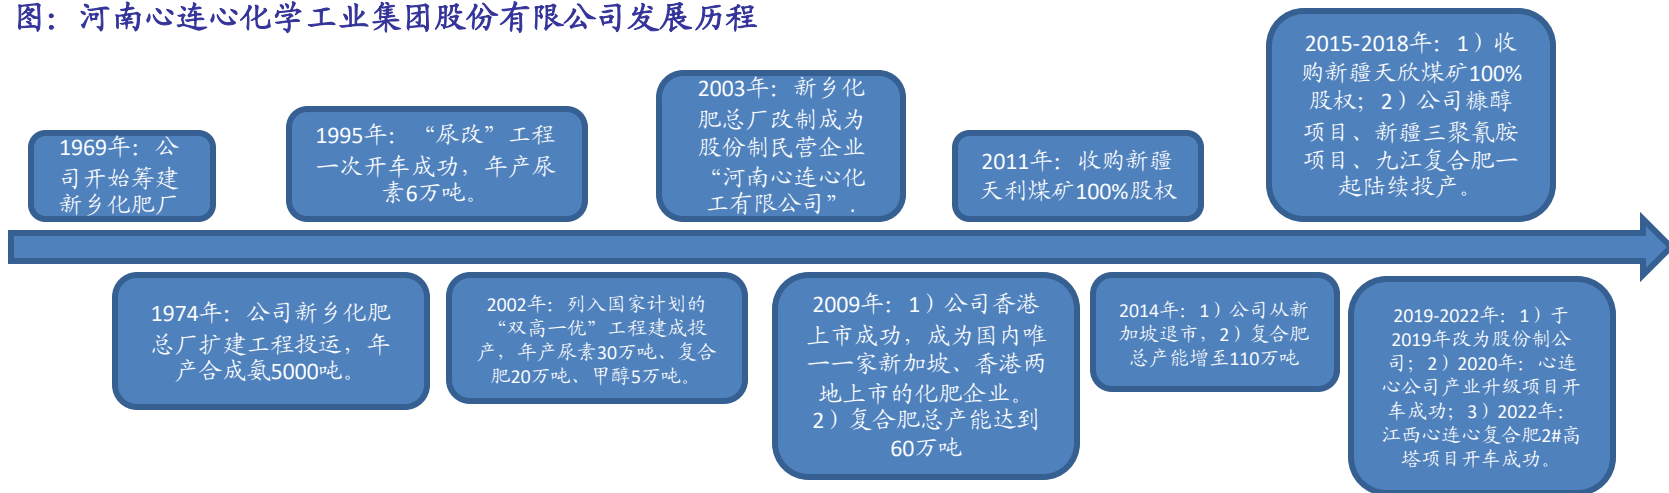 图：河南心连心化学工业集团股份有限公司发展历程
1969年：公
司开始筹建
新乡化肥厂
1974年：公司新乡化肥
总厂扩建工程投运，年
产合成氨5000吨。
1995年：“尿改”工程
一次开车成功，年产尿
素6万吨。
2002年：列入国家计划的
“双高一优”工程建成投
产，年产尿素30万吨、复合
肥20万吨、甲醇5万吨。
2003年：新乡化
肥总厂改制成为
股份制民营企业
“河南心连心化
工有限公司”.
2009年：1）公司香港
上市成功，成为国内唯
一一家新加坡、香港两
地上市的化肥企业。
2）复合肥总产能达到
60万吨
2011年：收购新疆
天利煤矿100%股权
2014年：1）公司从新
加坡退市，2）复合肥
总产能增至110万吨
2015-2018年：1）收
购新疆天欣煤矿100%
股权；2）公司糠醇
项目、新疆三聚氰胺
项目、九江复合肥一
起陆续投产。
2019-2022年：1）于
2019年改为股份制公
司；2）2020年：心连
心公司产业升级项目开
车成功；3）2022年：
江西心连心复合肥2#高
塔项目开车成功。